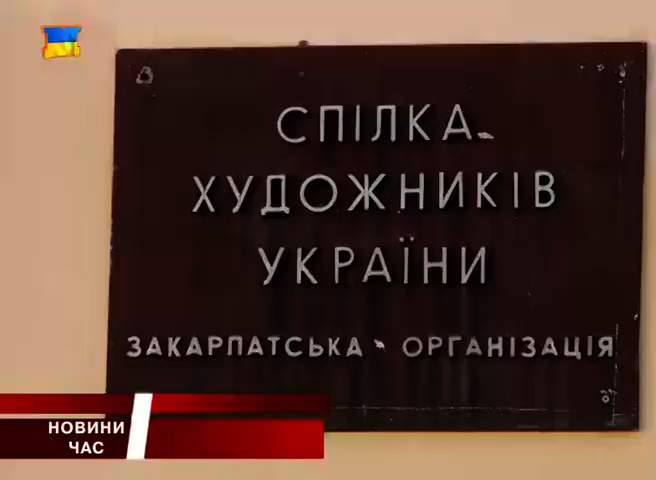 СПІЛКА
ХУДОЖНИКІВ
УКРАЇНИ
ЗАКАРПАТСЬКА ОРГАНІЗАЦІЯ
НОВИНИ
ЧАС